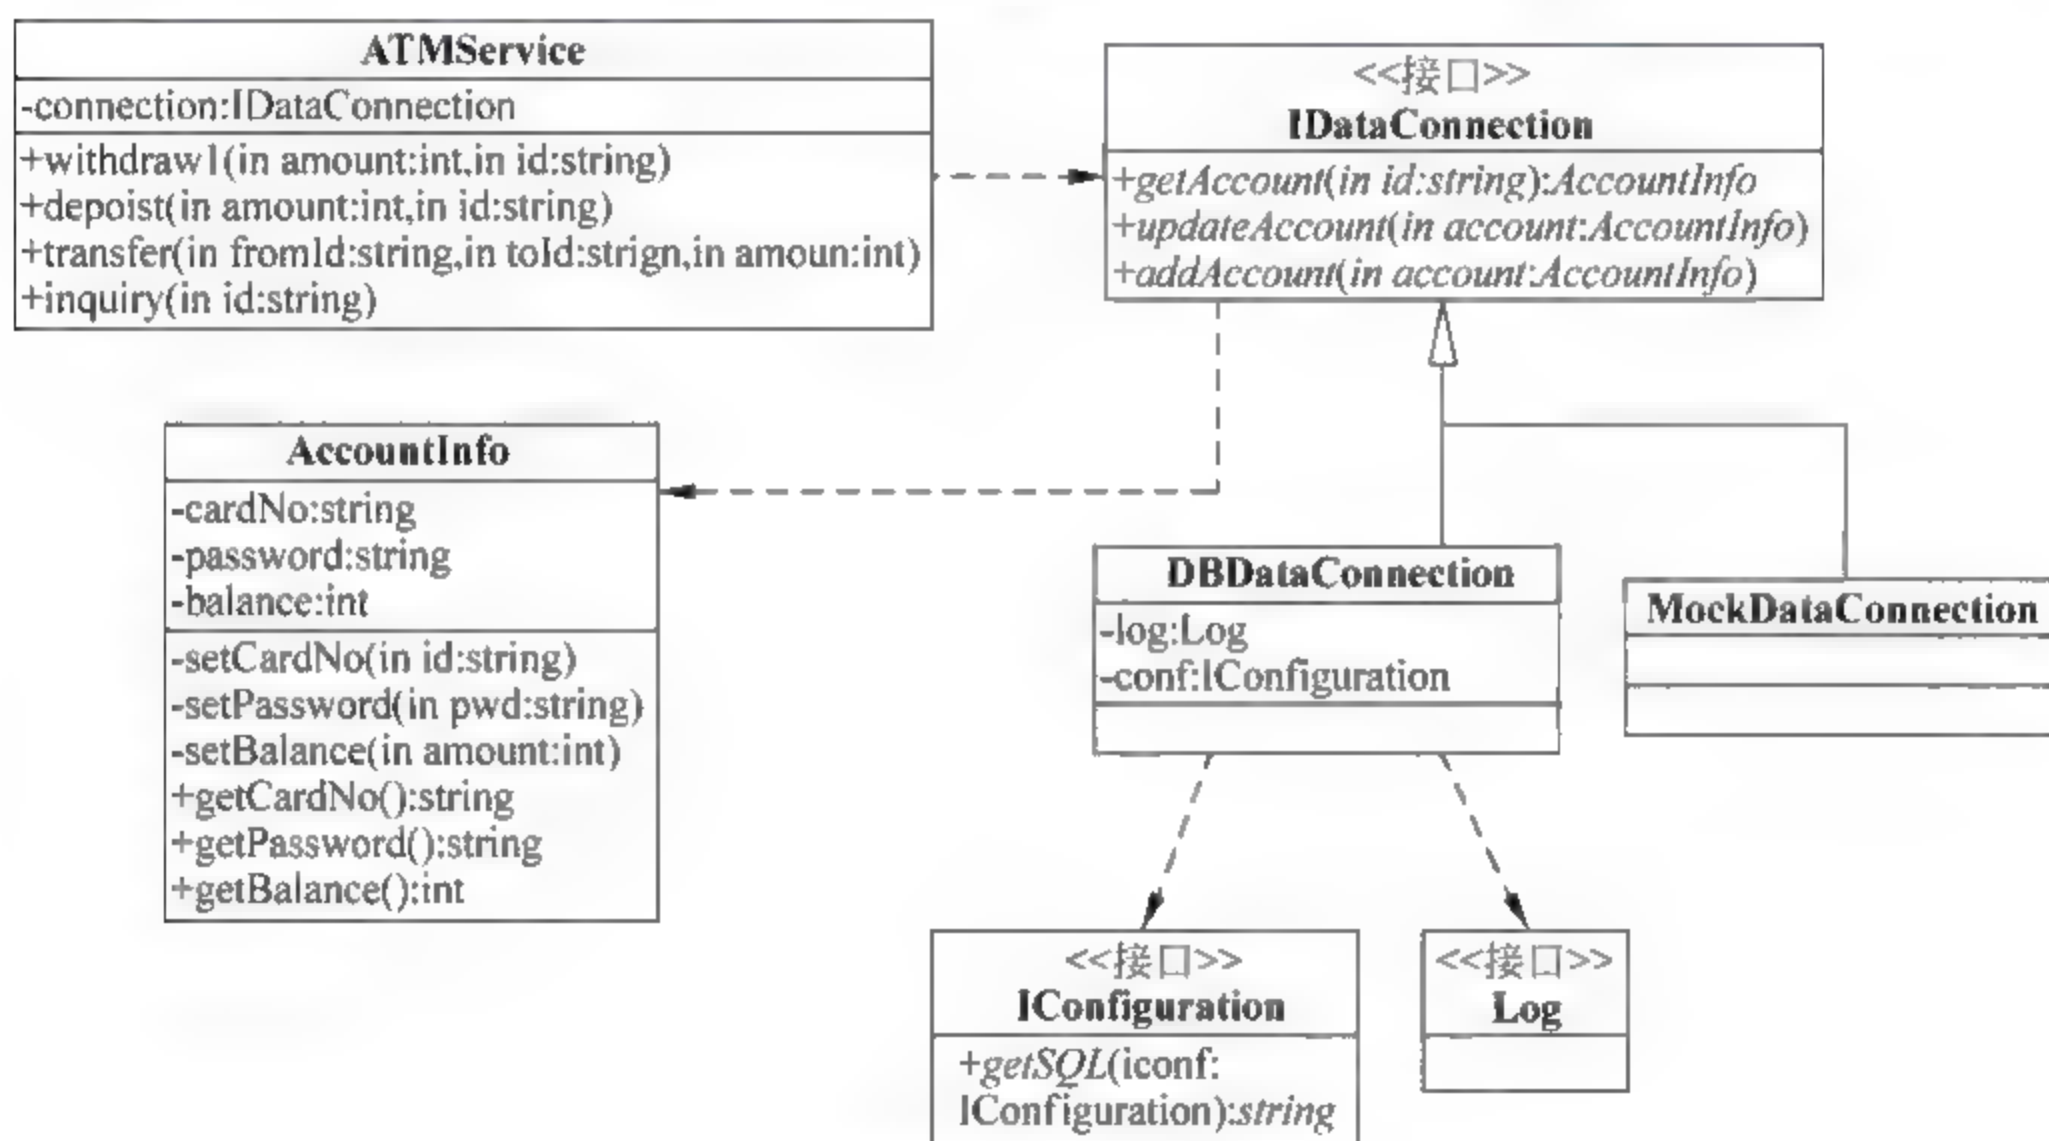 ATMService
-connection:IDataConnection
+withdraw1(in amount:int,in id:string)
+depoist(in amount:int,in id:string)
+transfer(in fromId:string,in toId:strign,in amoun:int)
+inquiry(in id:string)
<<接口>>
IDataConnection
+getAccount(in id:string):AccountInfo
+updateAccount(in account:AccountInfo)
+addAccount(in account:AccountInfo)
AccountInfo
-cardNo:string
-password:string
-balance:int
-setCardNo(in id:string)
-setPassword(in pwd:string)
-setBalance(in amount:int)
+getCardNo():string
+getPassword():string
+getBalance():int
DBDataConnection
-log:Log
-conf:IConfiguration
MockDataConnection
<<接口>>
IConfiguration
+getSQL(iconf:
IConfiguration):string
<<接口>>
Log